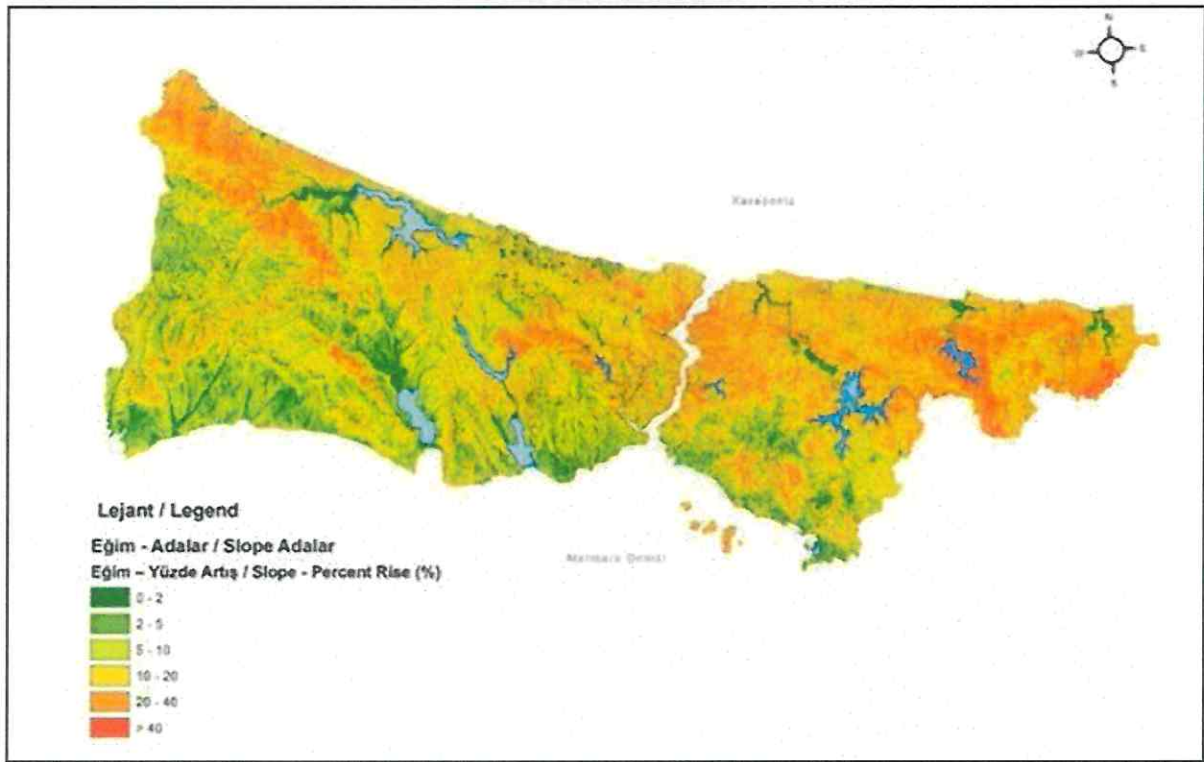 N
W
E
S
Karadeniz
Marmara Denizi
Lejant / Legend
Eğim - Adalar / Slope Adalar
Eğim – Yüzde Artış / Slope - Percent Rise (%)
0 - 2
2 - 5
5 - 10
10 - 20
20 - 40
> 40